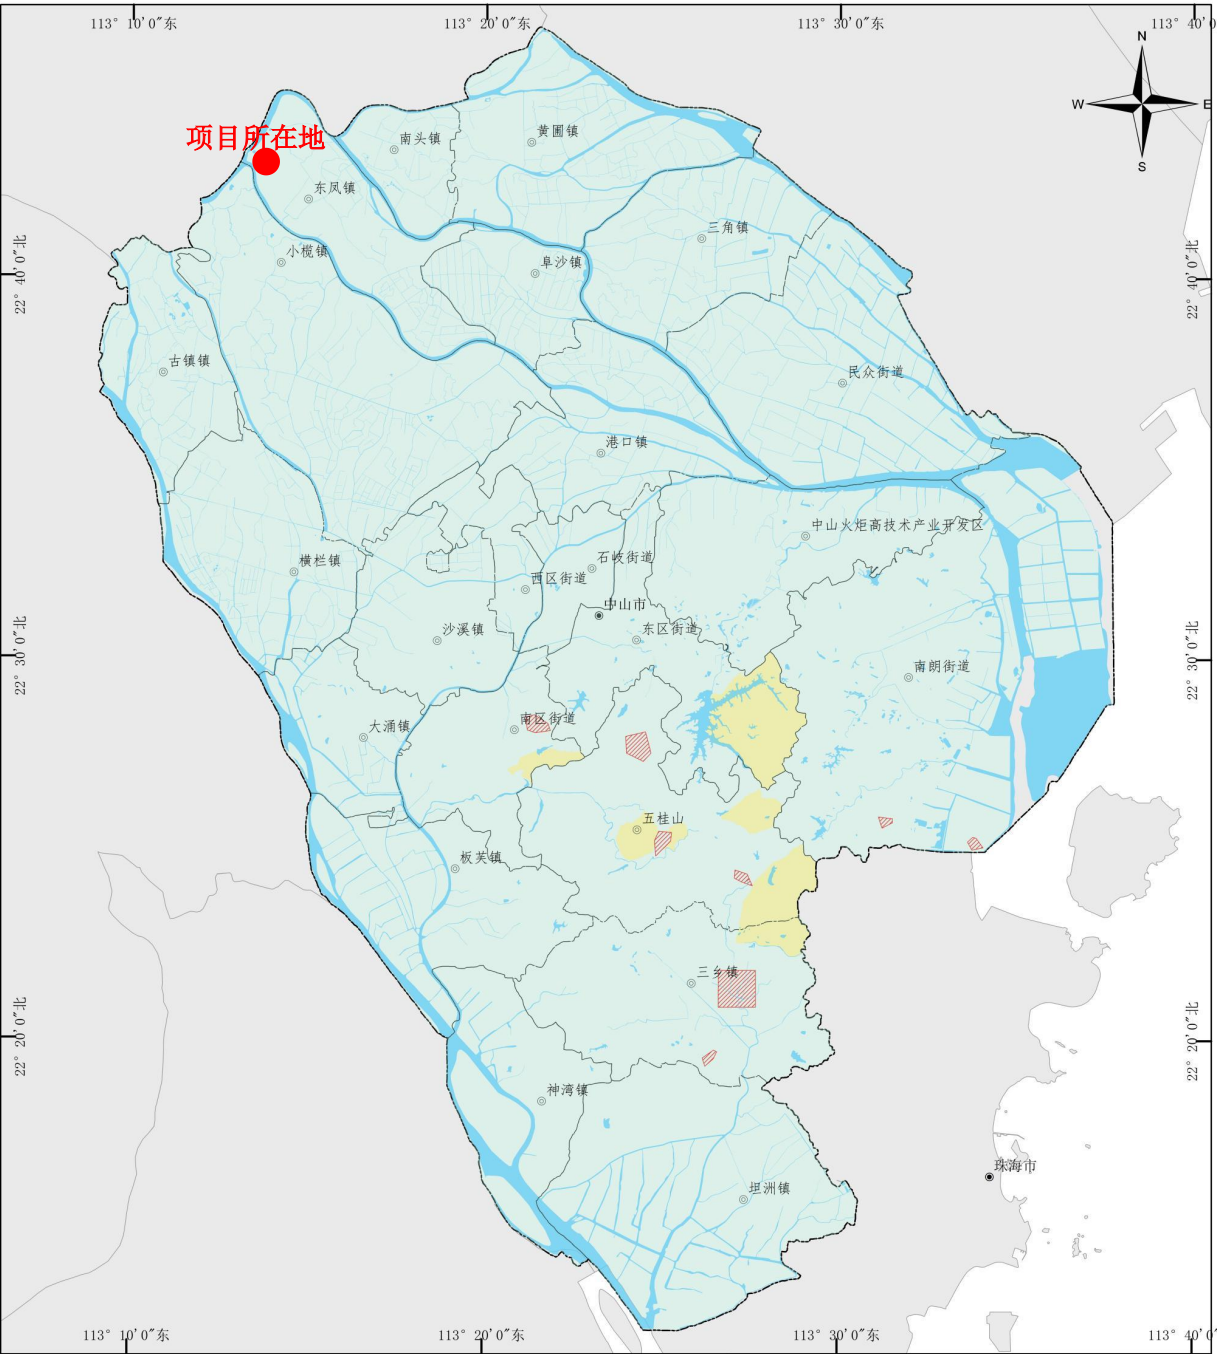 113° 10'0"东
113° 20'0"东
113° 30'0"东
113° 40'0
N
W
E
S
项目所在地
南头镇
黄圃镇
东凤镇
三角镇
小榄镇
阜沙镇
22° 40'0"北
22° 40'0"北
古镇镇
民众街道
港口镇
中山火炬高技术产业开发区
横栏镇
石岐街道
西区街道
中山市
沙溪镇
东区街道
22° 30'0"北
22° 30'0"北
南朗街道
大涌镇
南区街道
五桂山
板芙镇
三乡镇
22° 20'0"北
22° 20'0"北
神湾镇
珠海市
坦洲镇
113° 10'0"东
113° 20'0"东
113° 30'0"东
113° 40'0